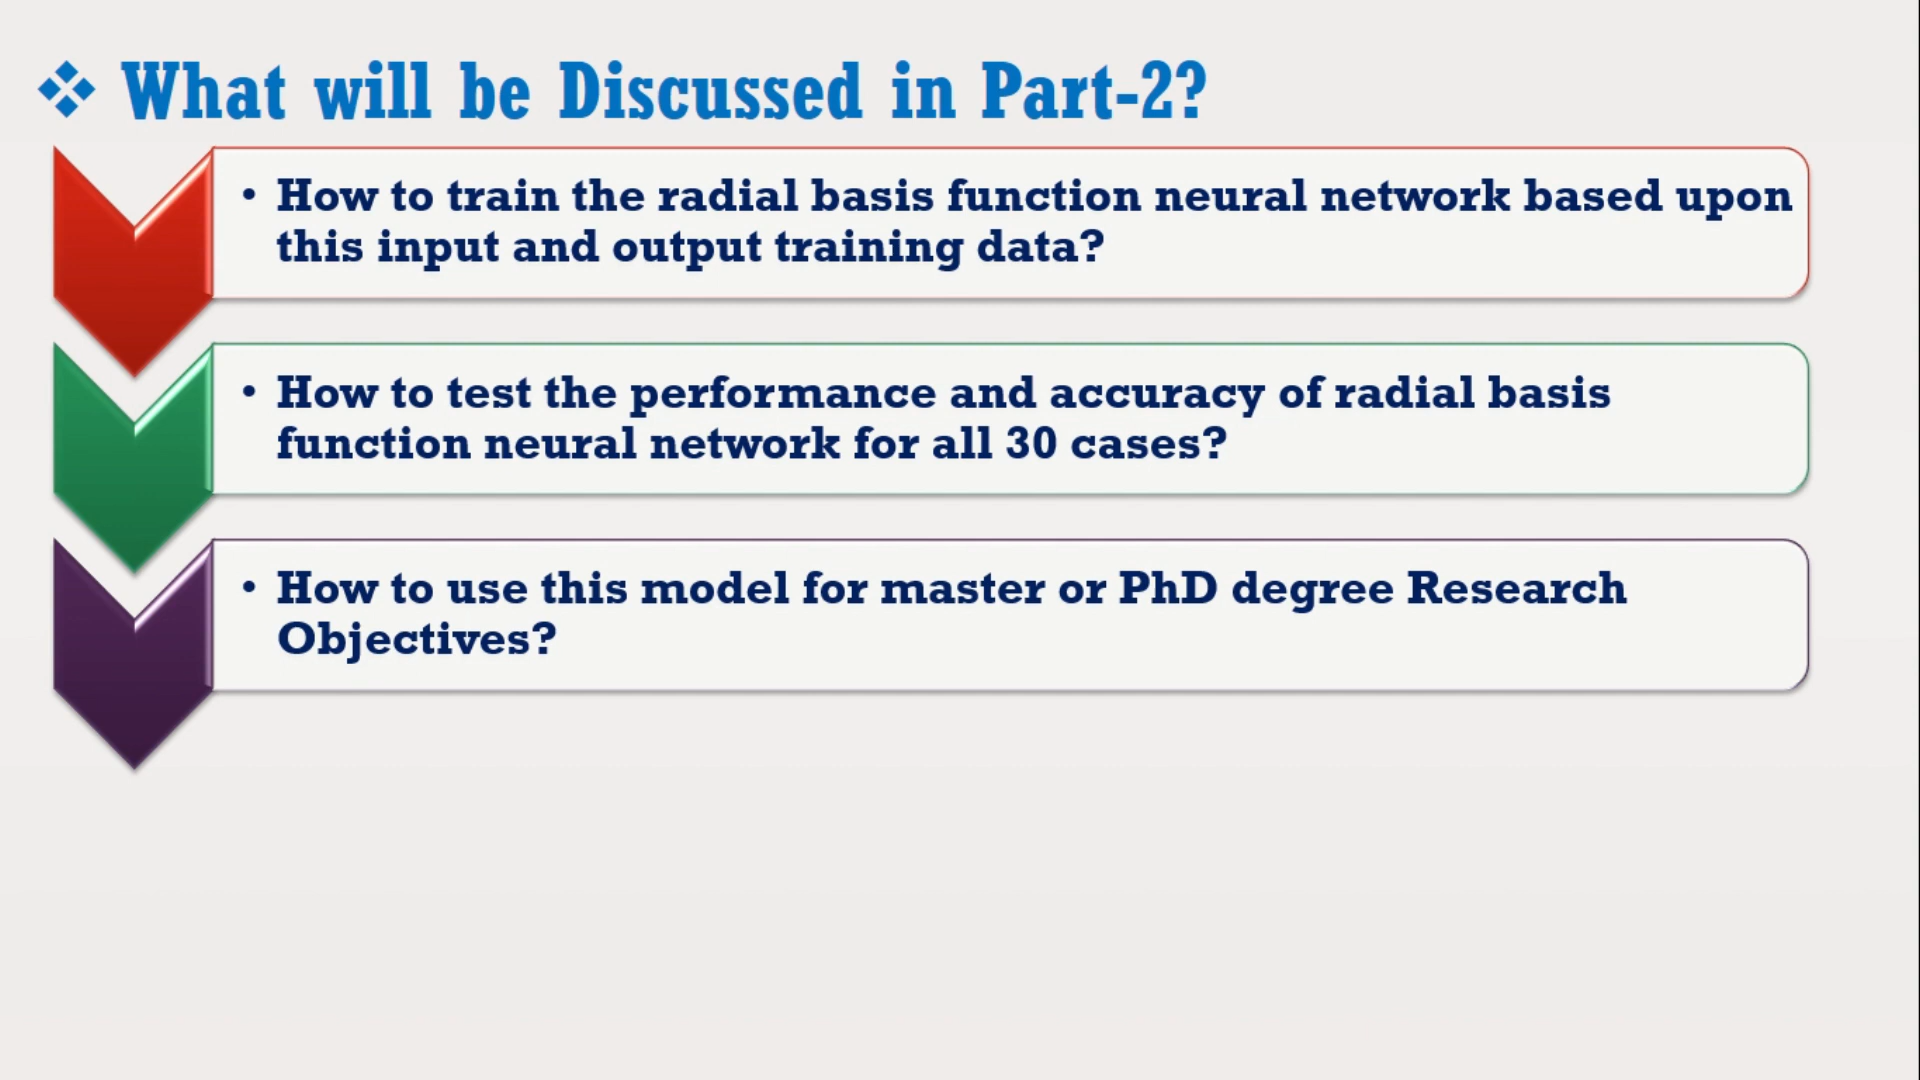 What will be Discussed in Part-2?
• How to train the radial basis function neural network based upon
this input and output training data?
• How to test the performance and accuracy of radial basis
function neural network for all 30 cases?
• How to use this model for master or PhD degree Research
Objectives?